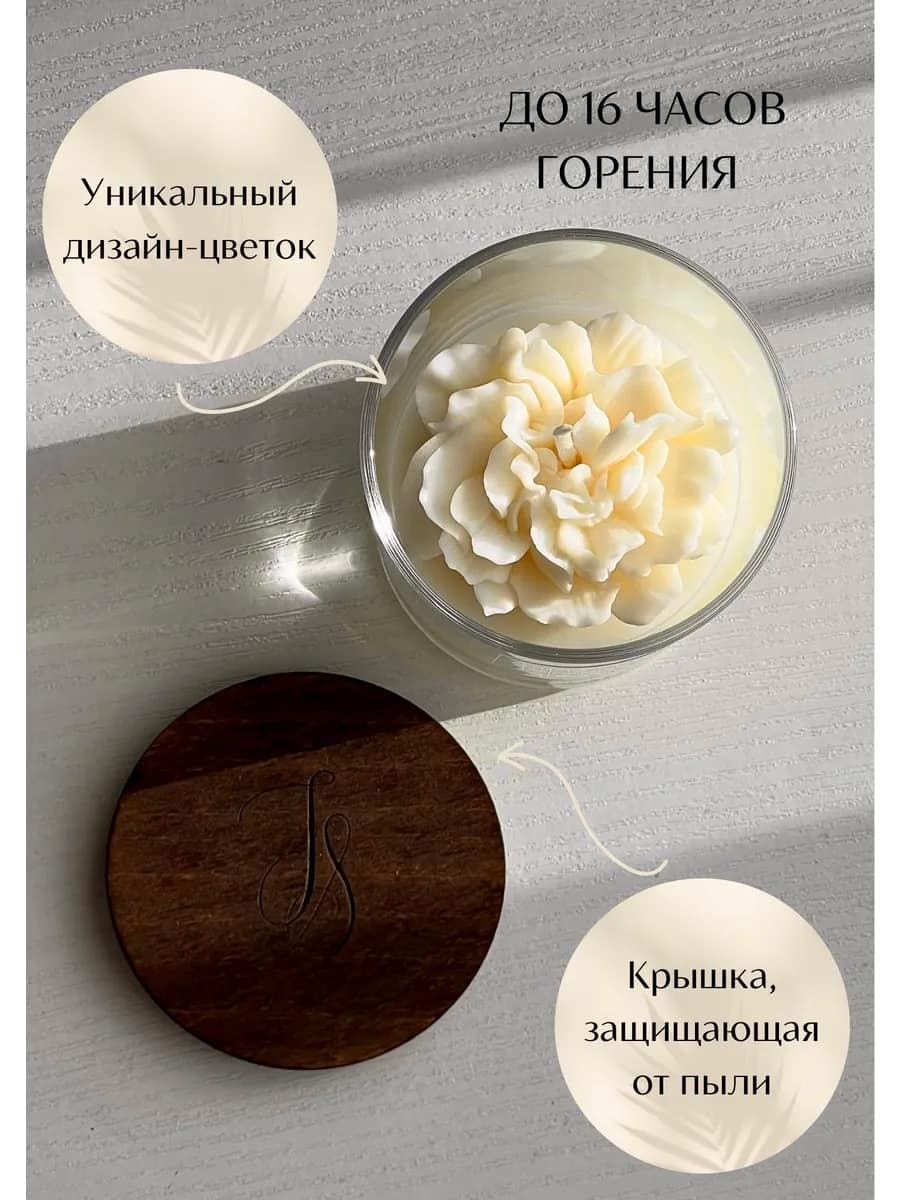 ДО 16 ЧАСОВ
ГОРЕНИЯ
Уникальный
дизайн-цветок
Крышка,
защищающая
от пыли